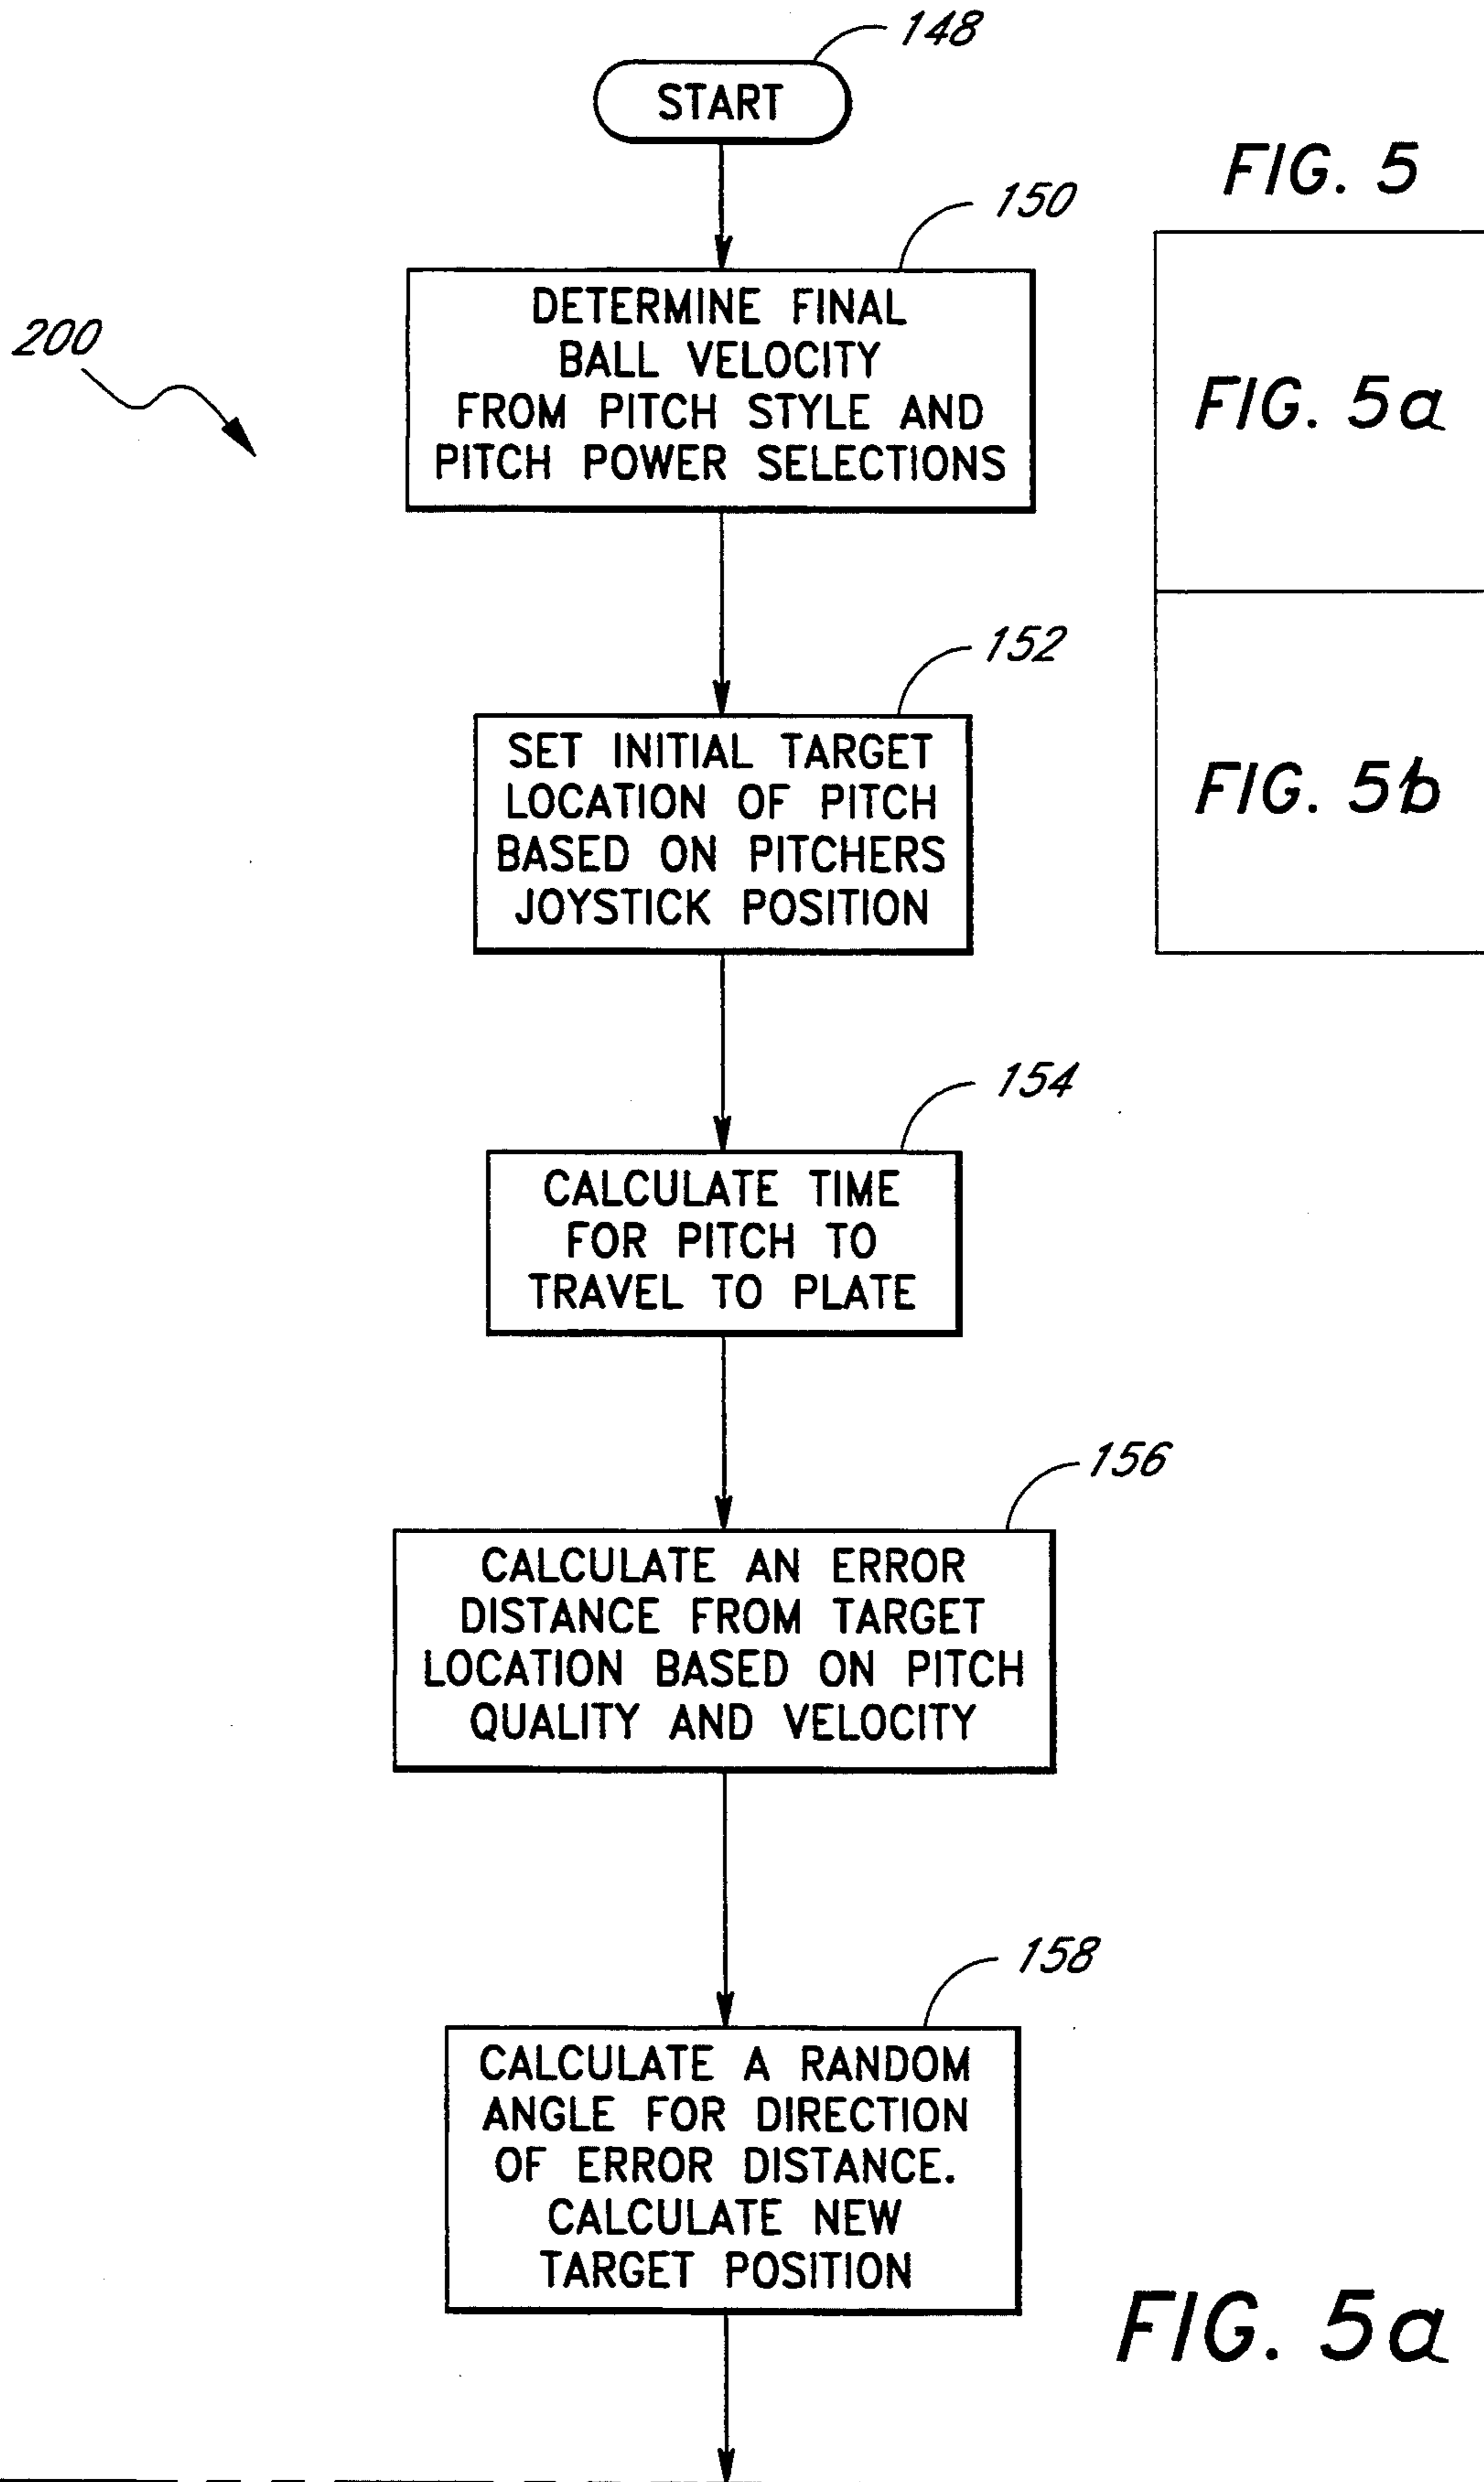 148
START
FIG. 5
150
DETERMINE FINAL
BALL VELOCITY
FROM PITCH STYLE AND
PITCH POWER SELECTIONS
200
FIG. 5a
152
SET INITIAL TARGET
LOCATION OF PITCH
BASED ON PITCHERS
JOYSTICK POSITION
FIG. 5b
154
CALCULATE TIME
FOR PITCH TO
TRAVEL TO PLATE
156
CALCULATE AN ERROR
DISTANCE FROM TARGET
LOCATION BASED ON PITCH
QUALITY AND VELOCITY
158
CALCULATE A RANDOM
ANGLE FOR DIRECTION
OF ERROR DISTANCE.
CALCULATE NEW
TARGET POSITION
FIG. 5a